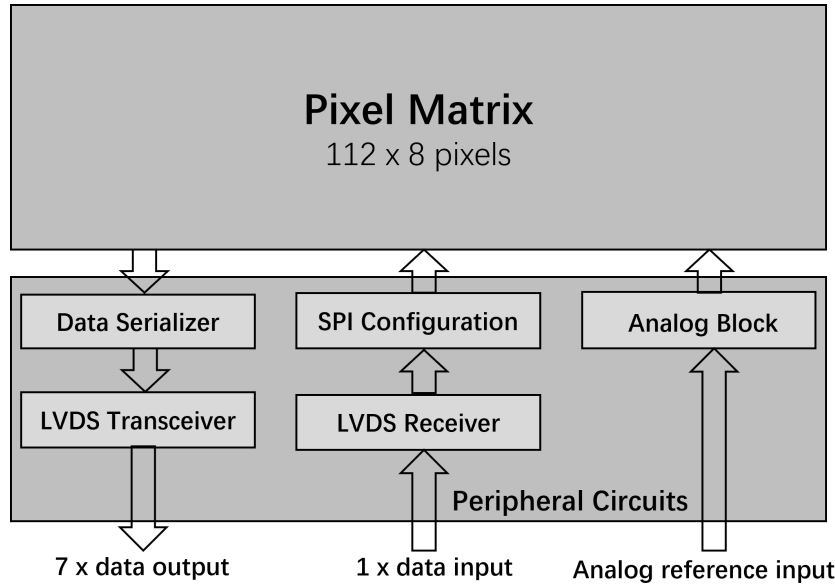 Pixel Matrix
112 x 8 pixels
Data Serializer
SPI Configuration
Analog Block
LVDS Transceiver
LVDS Receiver
Peripheral Circuits
7 x data output
1 x data input
Analog reference input